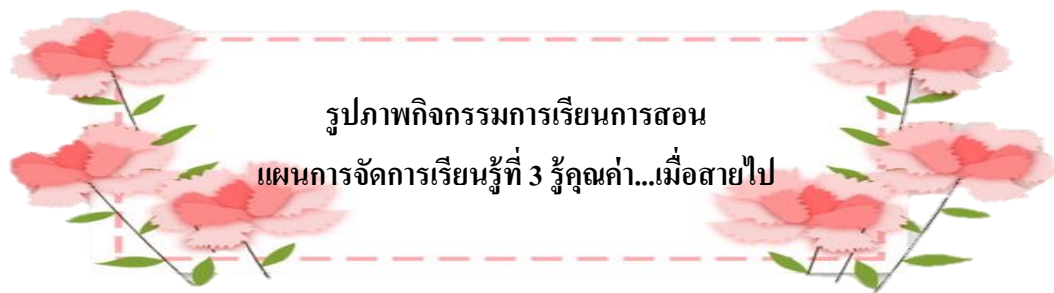 รูปภาพกิจกรรมการเรียนการสอน
แผนการจัดการเรียนรู้ที่ 3 รู้คุณค่า...เมื่อสายไป